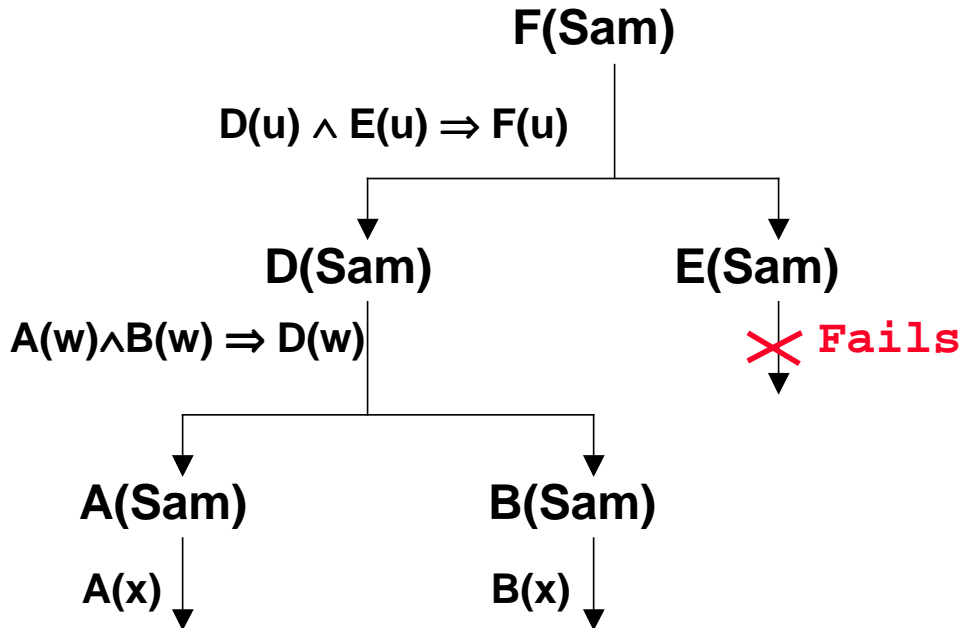 F(Sam)
D(u) ∧ E(u) ⇒ F(u)
D(Sam)
E(Sam)
A(w)∧B(w) ⇒ D(w)
Fails
A(Sam)
B(Sam)
A(x)
B(x)